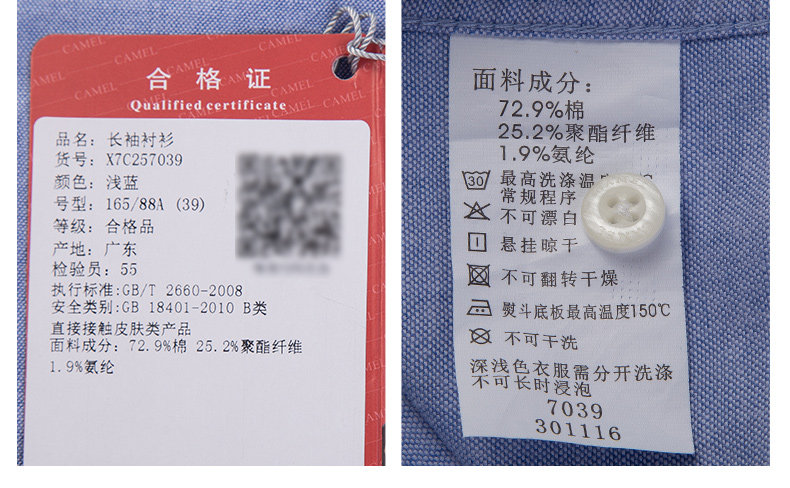 CAMEL
合格证
Qualified certificate
品名: 长袖衬衫
货号: X7C257039
颜色: 浅蓝
号型: 165/88A (39)
等级: 合格品
产地: 广东
检验员: 55
执行标准:GB/T 2660-2008
安全类别:GB 18401-2010 B类
直接接触皮肤类产品
面料成分: 72.9%棉 25.2%聚酯纤维
1.9%氨纶
面料成分:
72.9%棉
25.2%聚酯纤维
1.9%氨纶
30
最高洗涤温
常规程序
不可漂白
悬挂晾干
不可翻转干燥
熨斗底板最高温度150℃
不可干洗
深浅色衣服需分开洗涤
不可长时浸泡
7039
301116